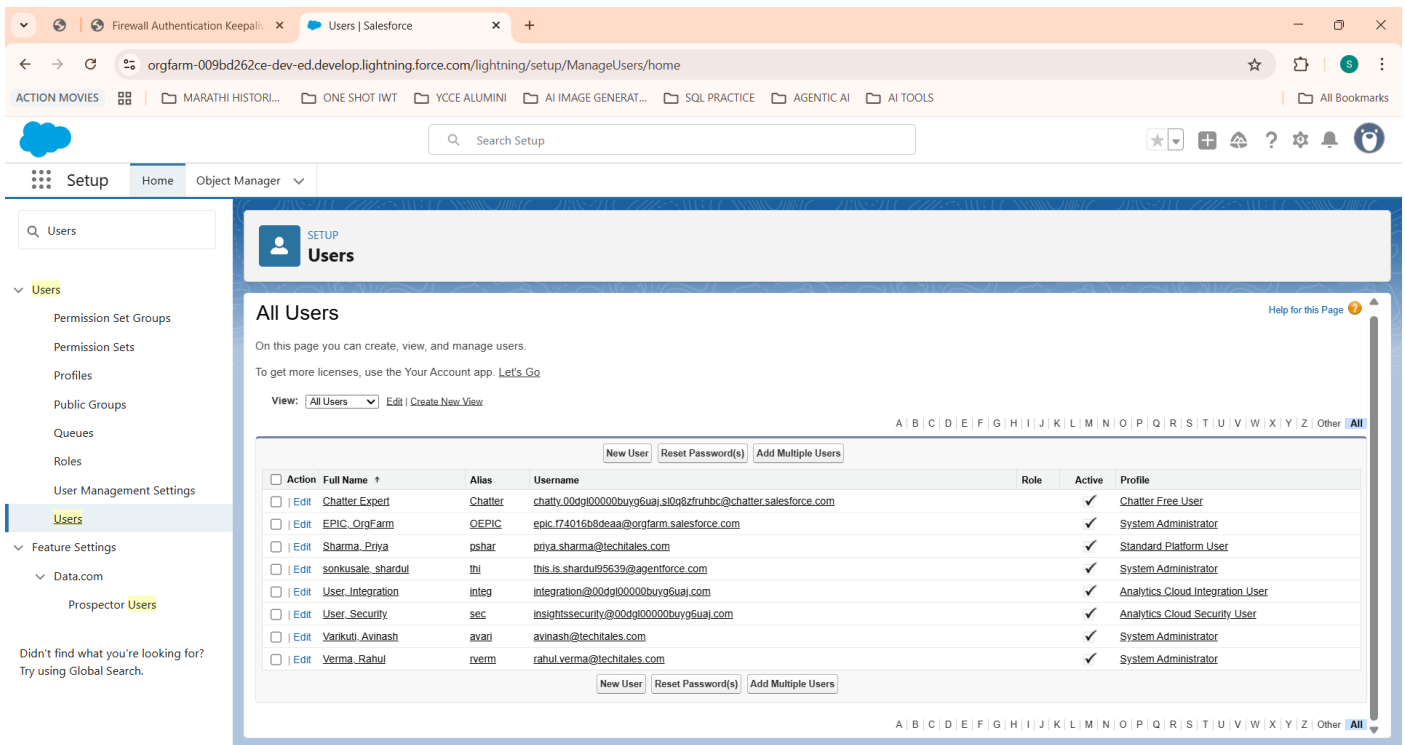 Firewall Authentication Keepaliv
Users | Salesforce
orgfarm-009bd262ce-dev-ed.develop.lightning.force.com/lightning/setup/ManageUsers/home
S
ACTION MOVIES MARATHI HISTORI... ONE SHOT IWT YCCE ALUMINI AI IMAGE GENERAT... SQL PRACTICE AGENTIC AI AI TOOLS All Bookmarks
Search Setup
Setup Home Object Manager
Users
Users
Permission Set Groups
Permission Sets
Profiles
Public Groups
Queues
Roles
User Management Settings
Users
Feature Settings
Data.com
Prospector Users
Didn't find what you're looking for?
Try using Global Search.
SETUP
Users
All Users
Help for this Page ?
On this page you can create, view, and manage users.
To get more licenses, use the Your Account app. Let's Go
View: All Users Edit | Create New View
A | B | C | D | E | F | G | H | I | J | K | L | M | N | O | P | Q | R | S | T | U | V | W | X | Y | Z | Other All
New User Reset Password(s) Add Multiple Users
Action Full Name ↑ Alias Username Role Active Profile
| Edit Chatter Expert Chatter chatty.00dgl00000buyg6uaj.sl0q8zfruhbc@chatter.salesforce.com ✓ Chatter Free User
| Edit EPIC, OrgFarm OEPIC epic.f74016b8deaa@orgfarm.salesforce.com ✓ System Administrator
| Edit Sharma, Priya pshar priya.sharma@techitales.com ✓ Standard Platform User
| Edit sonkusale, shardul thi this.is.shardul95639@agentforce.com ✓ System Administrator
| Edit User, Integration integ integration@00dgl00000buyg6uaj.com ✓ Analytics Cloud Integration User
| Edit User, Security sec insightssecurity@00dgl00000buyg6uaj.com ✓ Analytics Cloud Security User
| Edit Varikuti, Avinash avari avinash@techitales.com ✓ System Administrator
| Edit Verma, Rahul rverm rahul.verma@techitales.com ✓ System Administrator
New User Reset Password(s) Add Multiple Users
A | B | C | D | E | F | G | H | I | J | K | L | M | N | O | P | Q | R | S | T | U | V | W | X | Y | Z | Other All